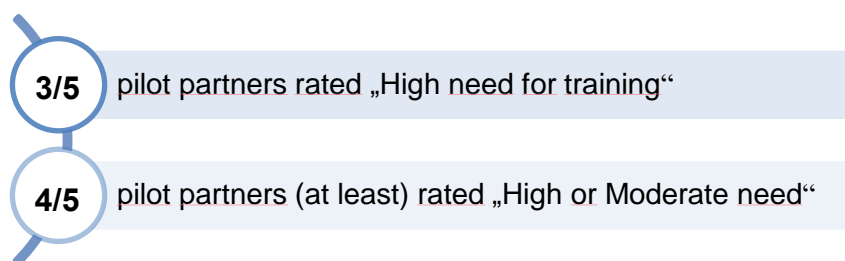 3/5 pilot partners rated „High need for training“
4/5 pilot partners (at least) rated „High or Moderate need“